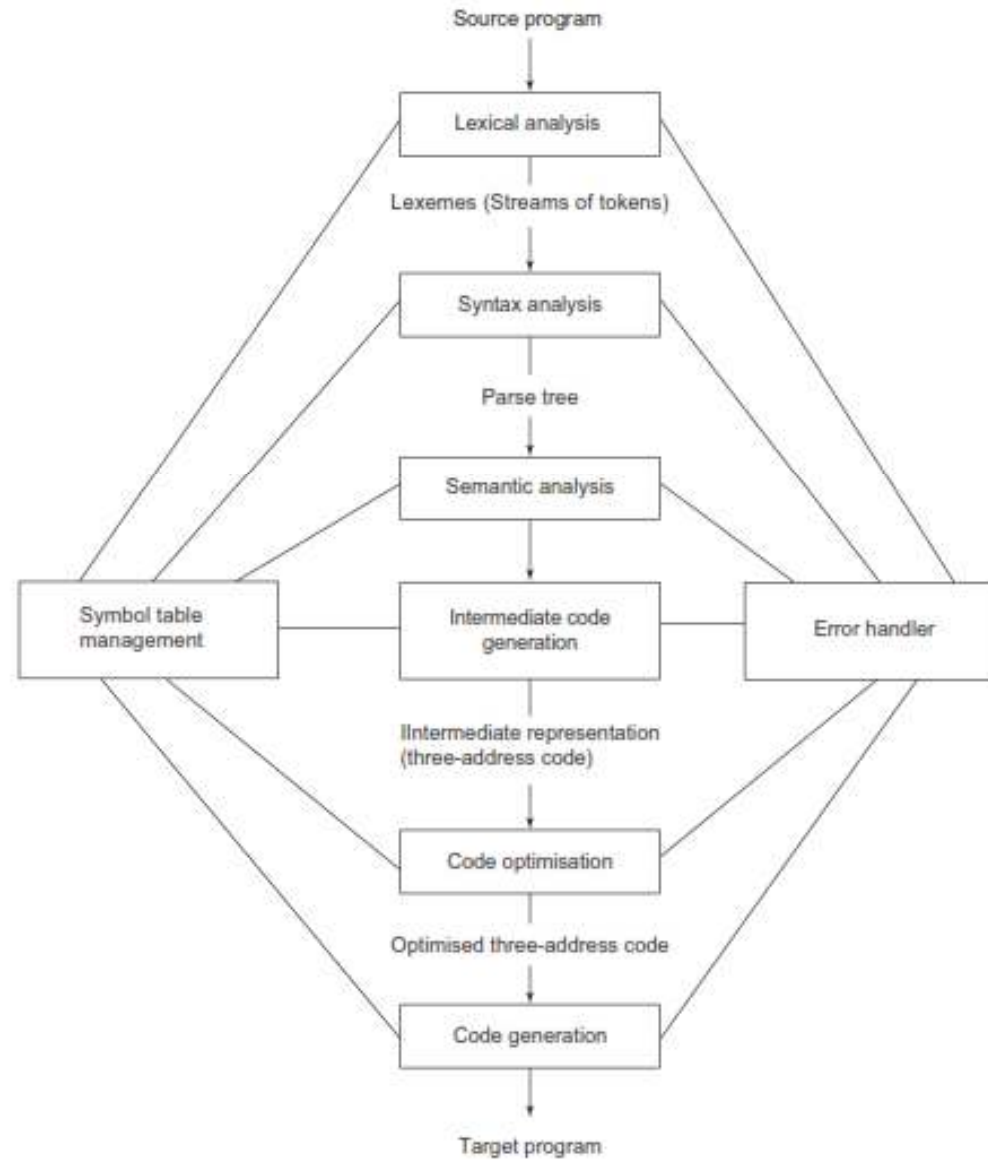 Source program
Lexical analysis
Lexemes (Streams of tokens)
Syntax analysis
Parse tree
Semantic analysis
Symbol table
management
Intermediate code
generation
Error handler
IIntermediate representation
(three-address code)
Code optimisation
Optimised three-address code
Code generation
Target program